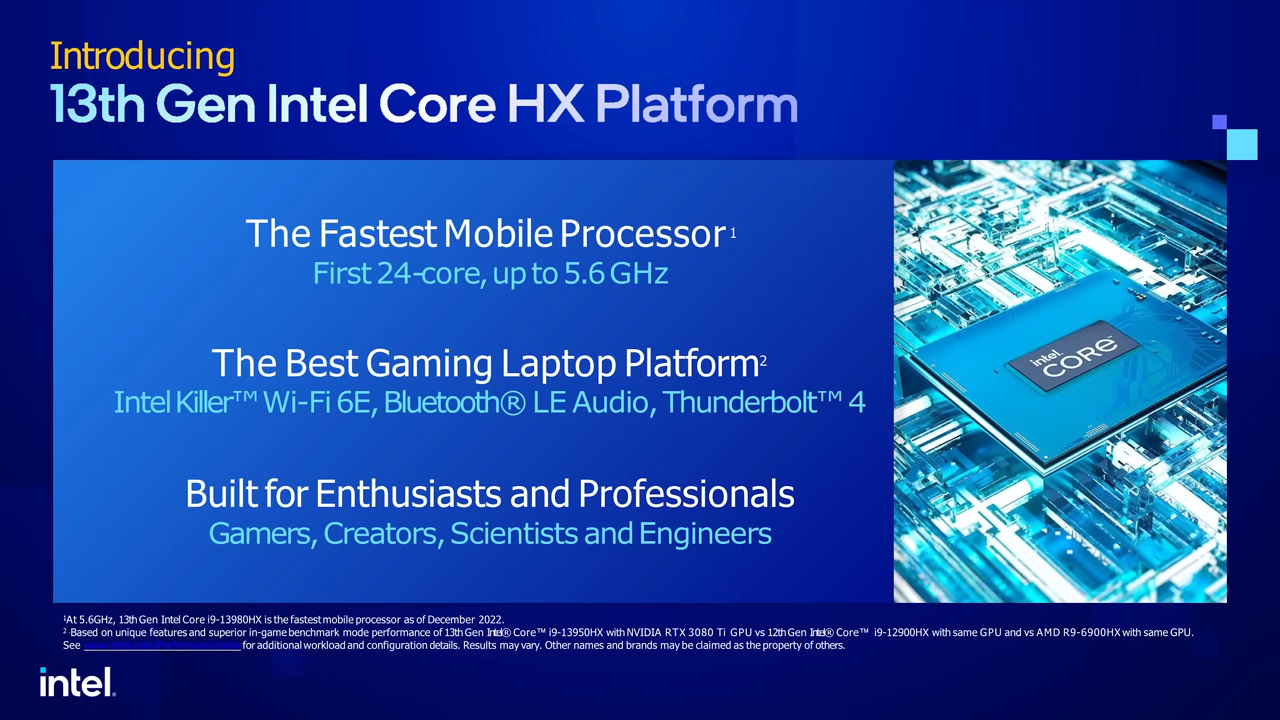 Introducing
13th Gen Intel Core HX Platform
The Fastest Mobile Processor 1
First 24-core, up to 5.6 GHz
The Best Gaming Laptop Platform2
Intel Killer™ Wi-Fi 6E, Bluetooth® LE Audio, Thunderbolt™ 4
Built for Enthusiasts and Professionals
Gamers, Creators, Scientists and Engineers
intel.
CORE™
1At 5.6GHz, 13th Gen Intel Core i9-13980HX is the fastest mobile processor as of December 2022.
2 Based on unique features and superior in-game benchmark mode performance of 13th Gen Intel® Core™ i9-13950HX with NVIDIA RTX 3080 Ti GPU vs 12th Gen Intel® Core™ i9-12900HX with same GPU and vs AMD R9-6900HX with same GPU.
See for additional workload and configuration details. Results may vary. Other names and brands may be claimed as the property of others.
intel.